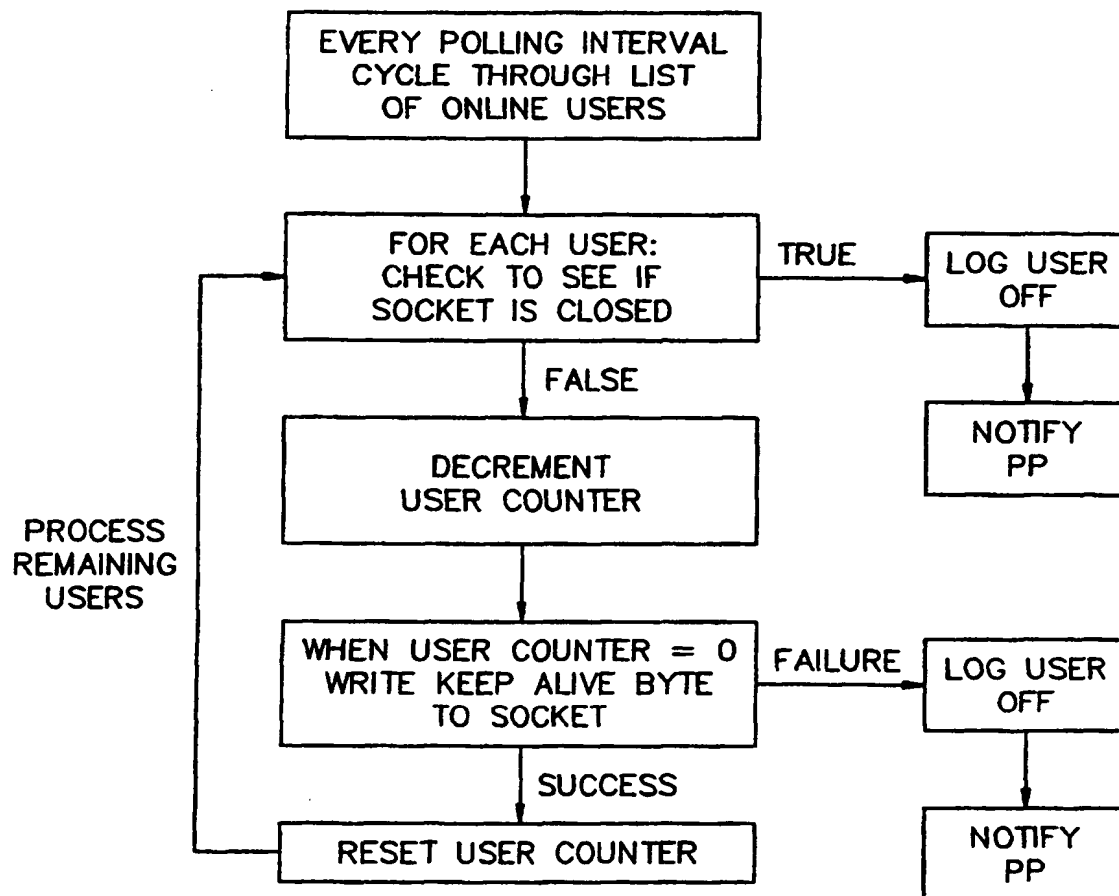 EVERY POLLING INTERVAL
CYCLE THROUGH LIST
OF ONLINE USERS
FOR EACH USER:
CHECK TO SEE IF
SOCKET IS CLOSED
TRUE
LOG USER
OFF
NOTIFY
PP
FALSE
DECREMENT
USER COUNTER
PROCESS
REMAINING
USERS
WHEN USER COUNTER = 0
WRITE KEEP ALIVE BYTE
TO SOCKET
FAILURE
LOG USER
OFF
NOTIFY
PP
SUCCESS
RESET USER COUNTER